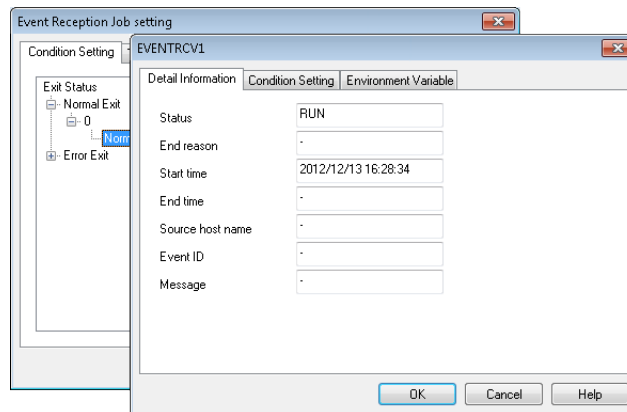 Event Reception Job setting
Condition Setting
Exit Status
Normal Exit
0
Error Exit
EVENTRCV1
Detail Information Condition Setting Environment Variable
Status RUN
End reason -
Start time 2012/12/13 16:28:34
End time -
Source host name -
Event ID -
Message -
OK Cancel Help